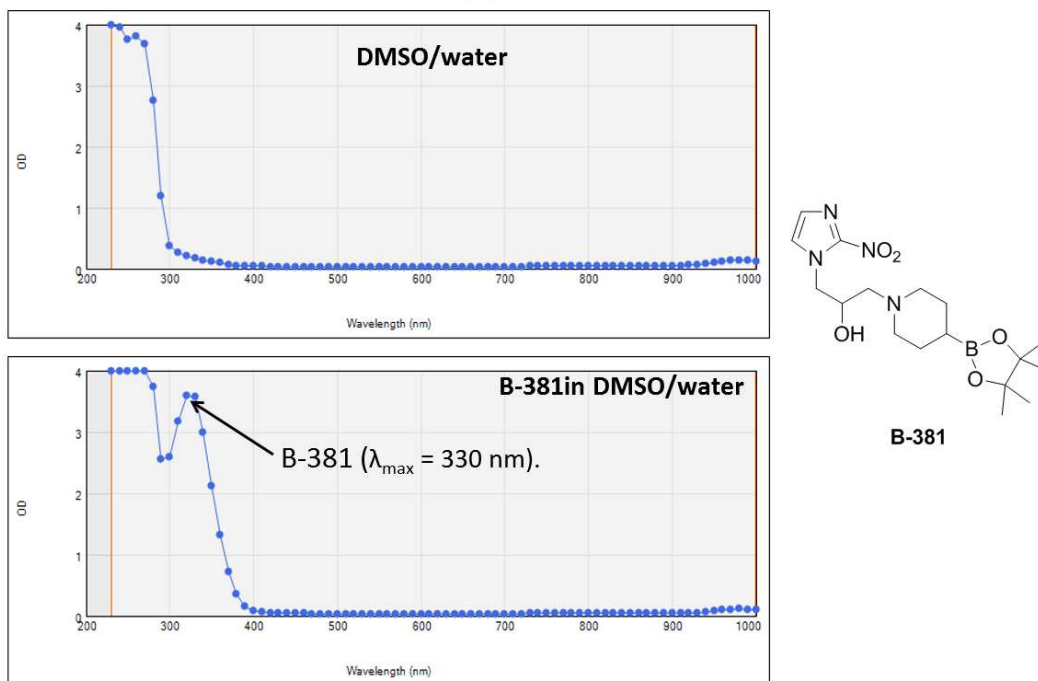 DMSO/water
4
3
2
1
0
OD
200 300 400 500 600 700 800 900 1000
Wavelength (nm)
B-381in DMSO/water
B-381 (λmax = 330 nm).
4
3
2
1
0
OD
200 300 400 500 600 700 800 900 1000
Wavelength (nm)
N
N
NO₂
N
OH
B
O
O
B-381